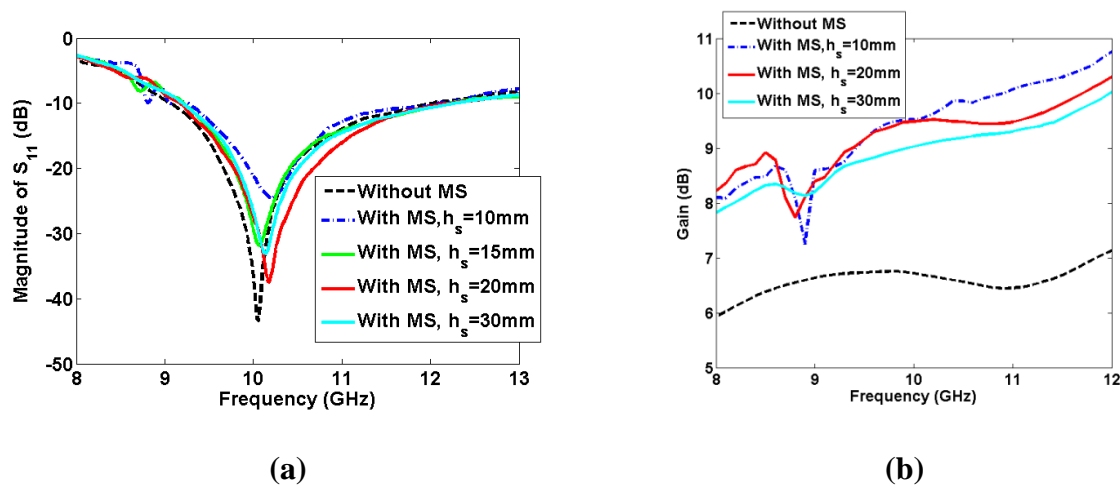 0
-10
-20
-30
-40
-50
8
9
10
11
12
13
Magnitude of S11 (dB)
Frequency (GHz)
Without MS
With MS,hs=10mm
With MS, hs=15mm
With MS, hs=20mm
With MS, hs=30mm
(a)
11
10
9
8
7
6
5
8
9
10
11
12
Gain (dB)
Frequency (GHz)
Without MS
With MS,hs=10mm
With MS, hs=20mm
With MS, hs=30mm
(b)